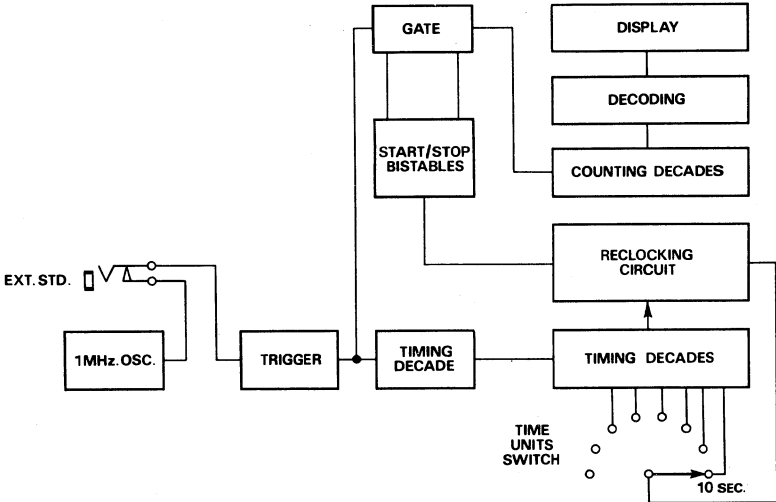 GATE
DISPLAY
DECODING
START/STOP
BISTABLES
COUNTING DECADES
RECLOCKING
CIRCUIT
EXT. STD.
1MHz. OSC.
TRIGGER
TIMING
DECADE
TIMING DECADES
TIME
UNITS
SWITCH
10 SEC.